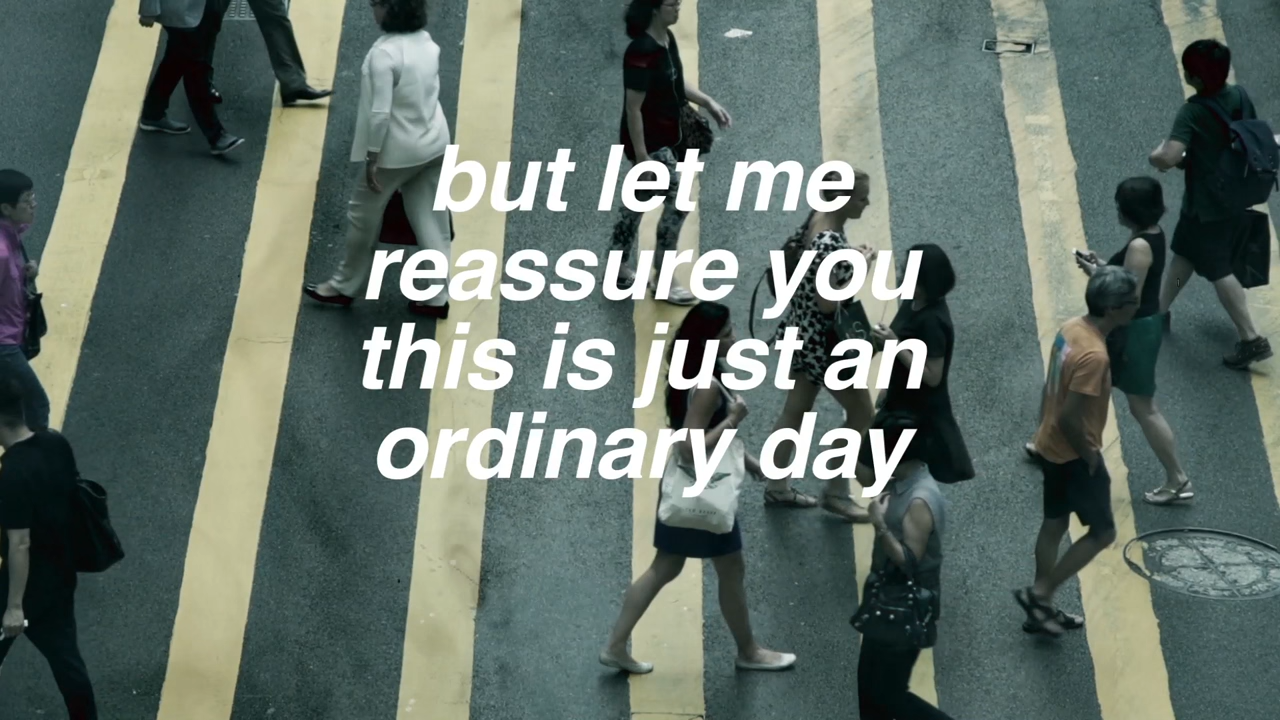 but let me
reassure you
this is just an
ordinary day